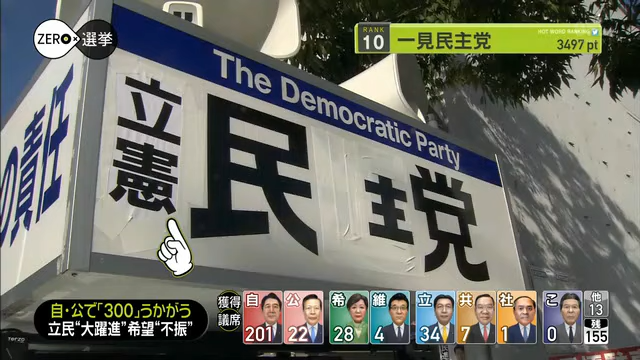 ZERO×選挙
RANK 10 一見民主党
HOT WORD RANKING
3497 pt
The Democratic Party
立憲民主党
の責任
自・公で「300」うかがう
立民“大躍進”希望“不振”
獲得議席
自 201
公 22
希 28
維 4
立 34
共 7
社 1
こ 0
他 13
残 155